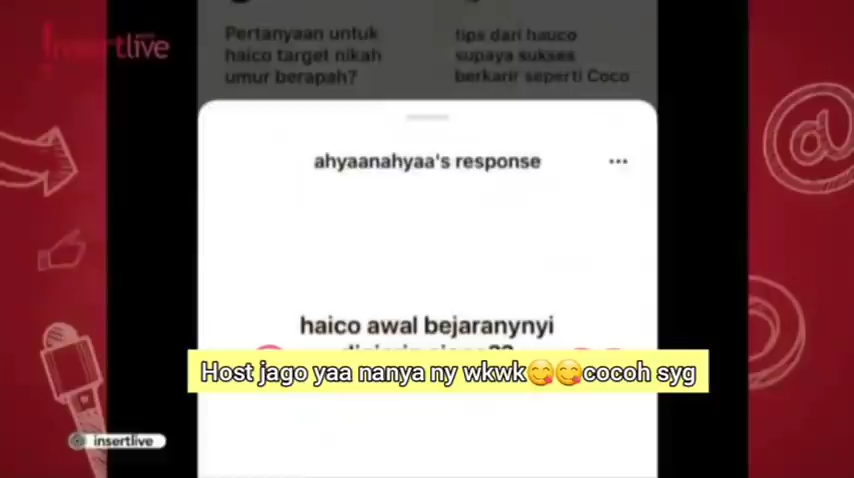 insertlive
Pertanyaan untuk
haico target nikah
umur berapah?
tips dari hauco
supaya sukses
berkarir seperti Coco
ahyaanahyaa's response
haico awal bejaranynyi
Host jago yaa nanya ny wkwk😋😋cocoh syg
insertlive